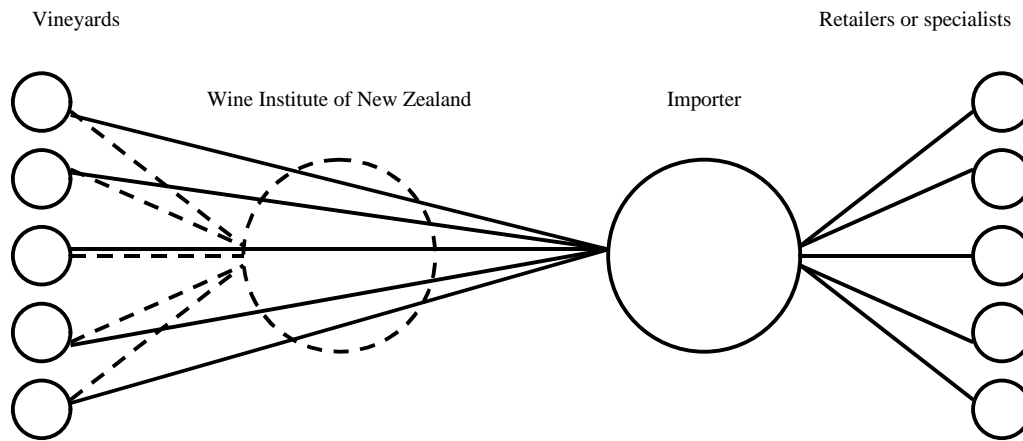 Vineyards
Retailers or specialists
Wine Institute of New Zealand
Importer